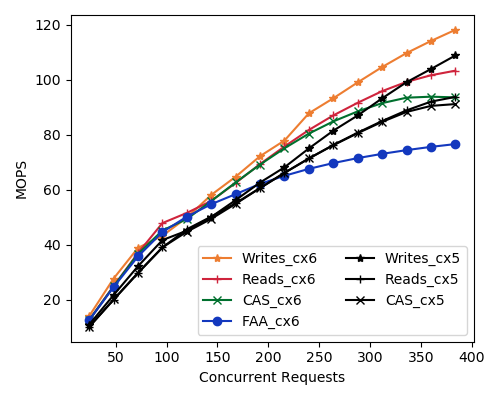 120
100
80
60
40
20
MOPS
Writes_cx6
Reads_cx6
CAS_cx6
FAA_cx6
Writes_cx5
Reads_cx5
CAS_cx5
50
100
150
200
250
300
350
400
Concurrent Requests